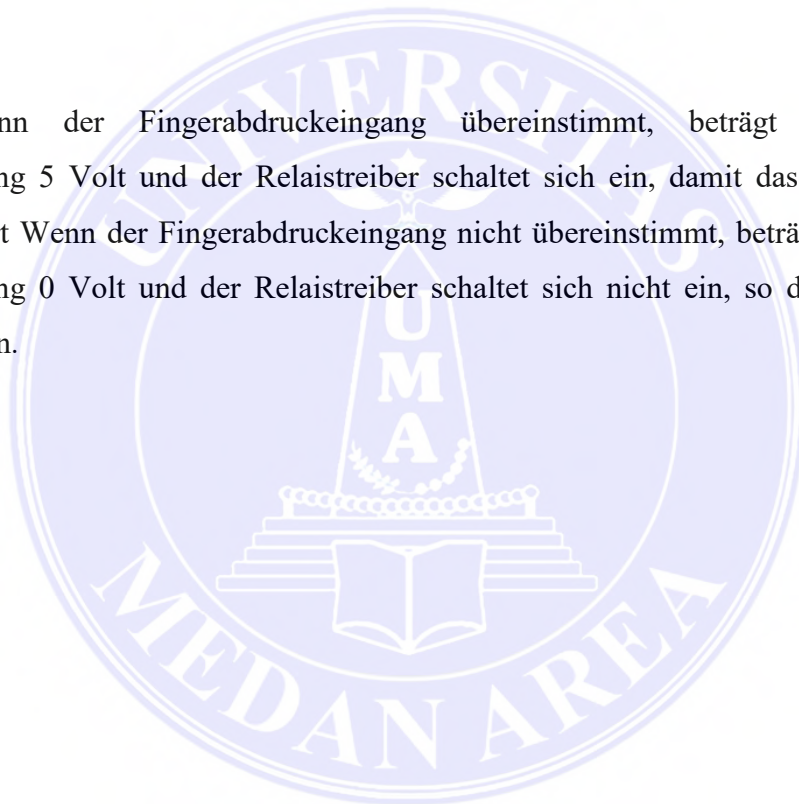 nn der Fingerabdruckeingang übereinstimmt, beträgt
ng 5 Volt und der Relaistreiber schaltet sich ein, damit das
t Wenn der Fingerabdruckeingang nicht übereinstimmt, beträ
ng 0 Volt und der Relaistreiber schaltet sich nicht ein, so d
n.
UNIVERSITAS
UMA
MEDAN AREA